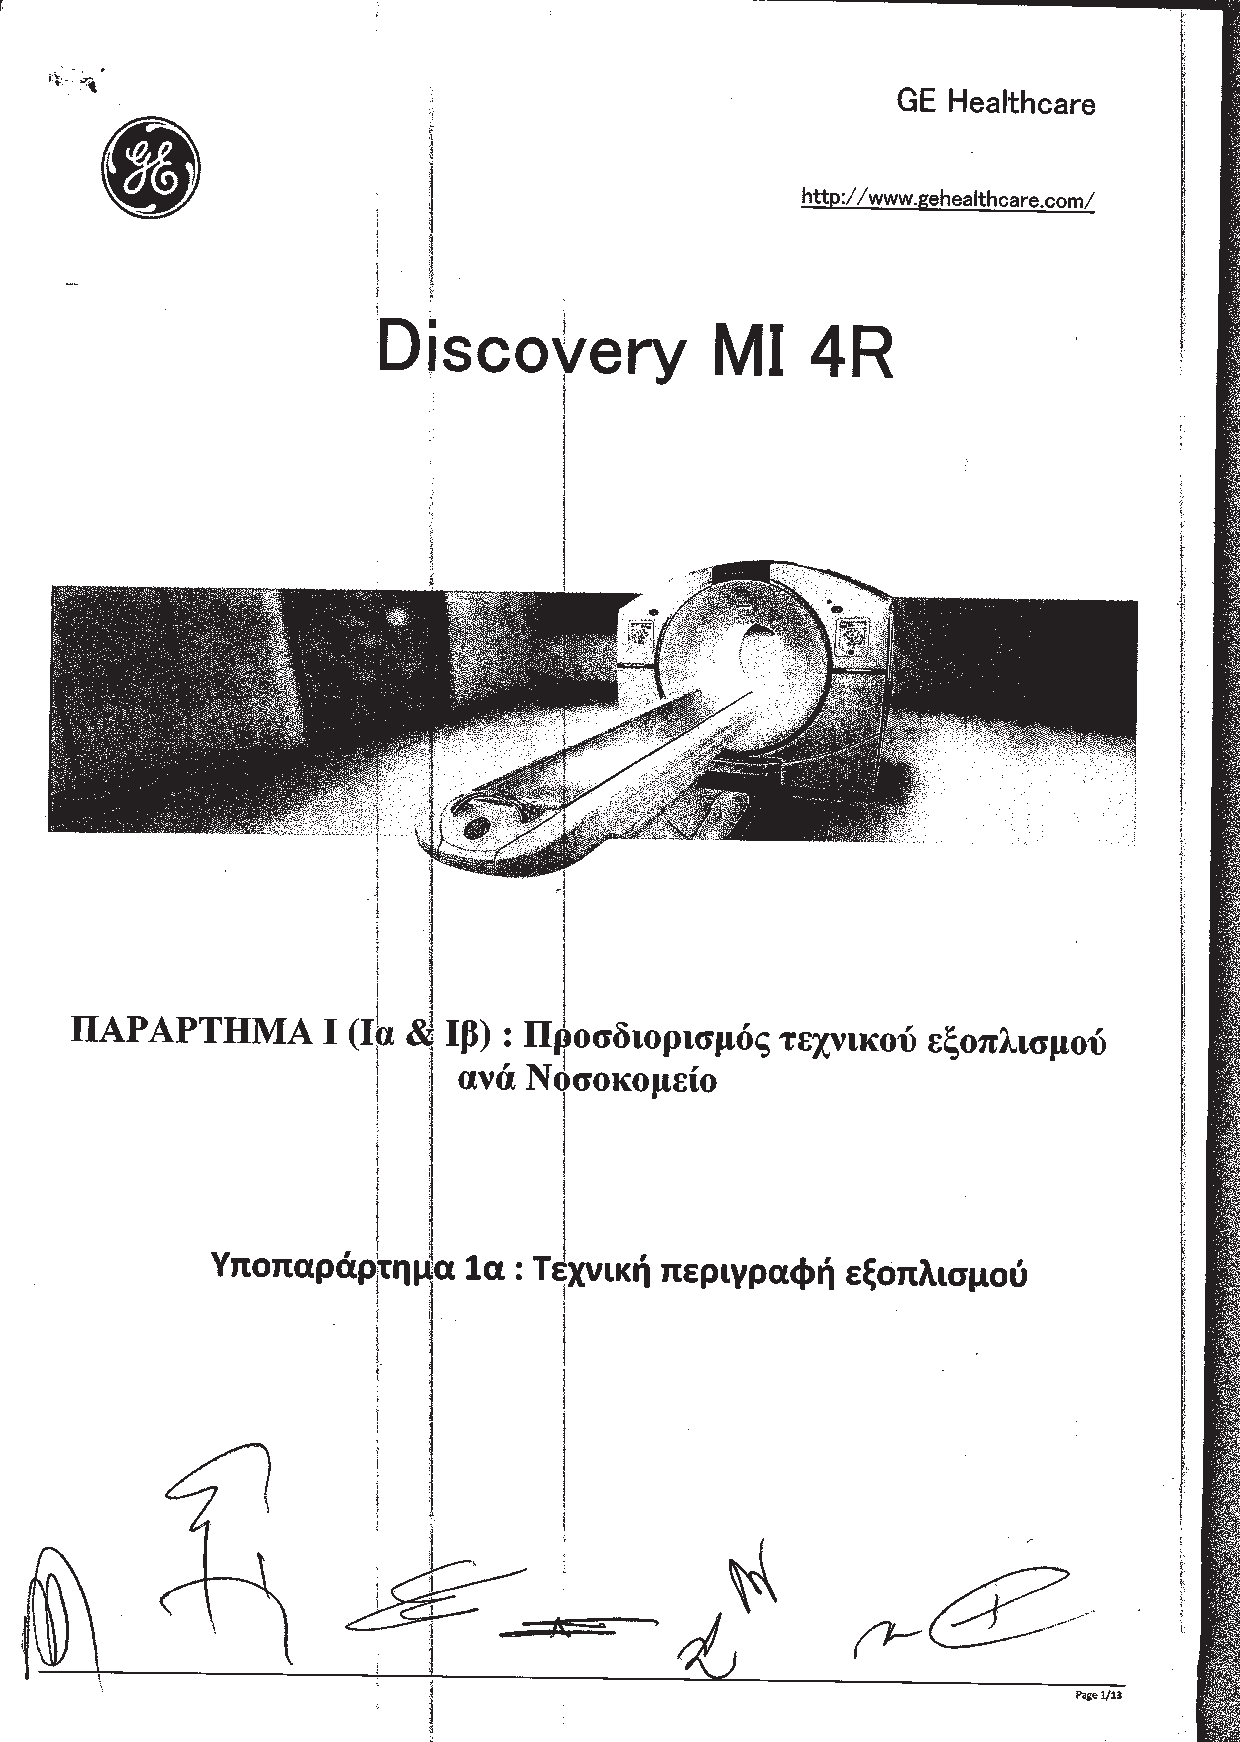 GE Healthcare
GE
http://www.gehealthcare.com/
Discovery MI 4R
ΠΑΡΑΡΤΗΜΑ Ι (Ια & Ιβ) : Προσδιορισμός τεχνικού εξοπλισμού
ανά Νοσοκομείο
Υποπαράρτημα 1α : Τεχνική περιγραφή εξοπλισμού
Page 1/13